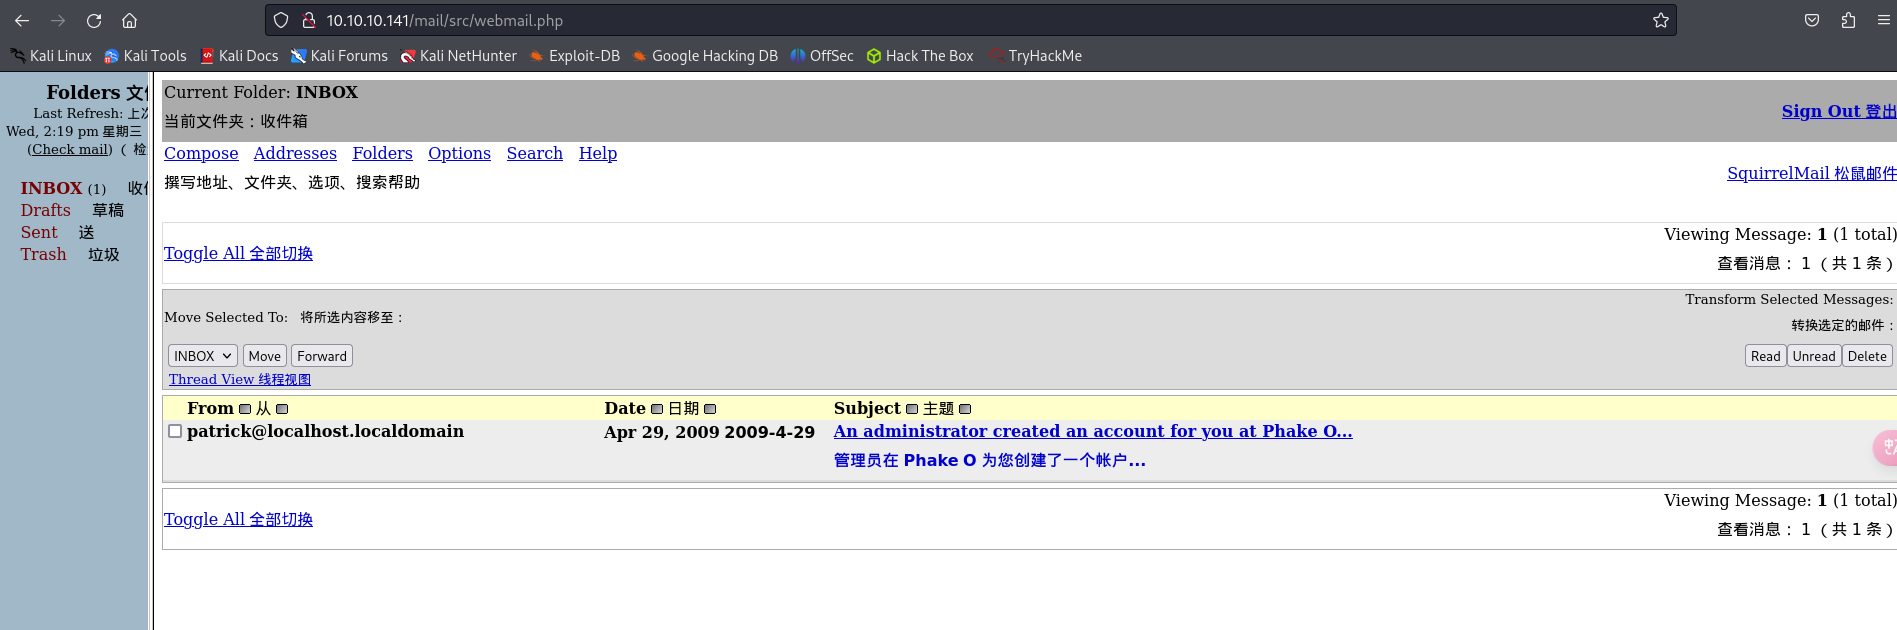 10.10.10.141/mail/src/webmail.php
Kali Linux Kali Tools Kali Docs Kali Forums Kali NetHunter Exploit-DB Google Hacking DB OffSec Hack The Box TryHackMe
Folders
Last Refresh: 上次
Wed, 2:19 pm 星期三
(Check mail) ( 检
INBOX (1)
Drafts 草稿
Sent 送
Trash 垃圾
Current Folder: INBOX
当前文件夹：收件箱
Sign Out 登出
Compose Addresses Folders Options Search Help
撰写地址、文件夹、选项、搜索帮助
SquirrelMail 松鼠邮件
Toggle All 全部切换
Viewing Message: 1 (1 total)
查看消息：1（共 1 条）
Move Selected To: 将所选内容移至：
Transform Selected Messages:
转换选定的邮件：
INBOX Move Forward
Read Unread Delete
Thread View 线程视图
From 从 Date 日期 Subject 主题
patrick@localhost.localdomain Apr 29, 2009 2009-4-29 An administrator created an account for you at Phake O...
管理员在 Phake O 为您创建了一个帐户...
Toggle All 全部切换
Viewing Message: 1 (1 total)
查看消息：1（共 1 条）